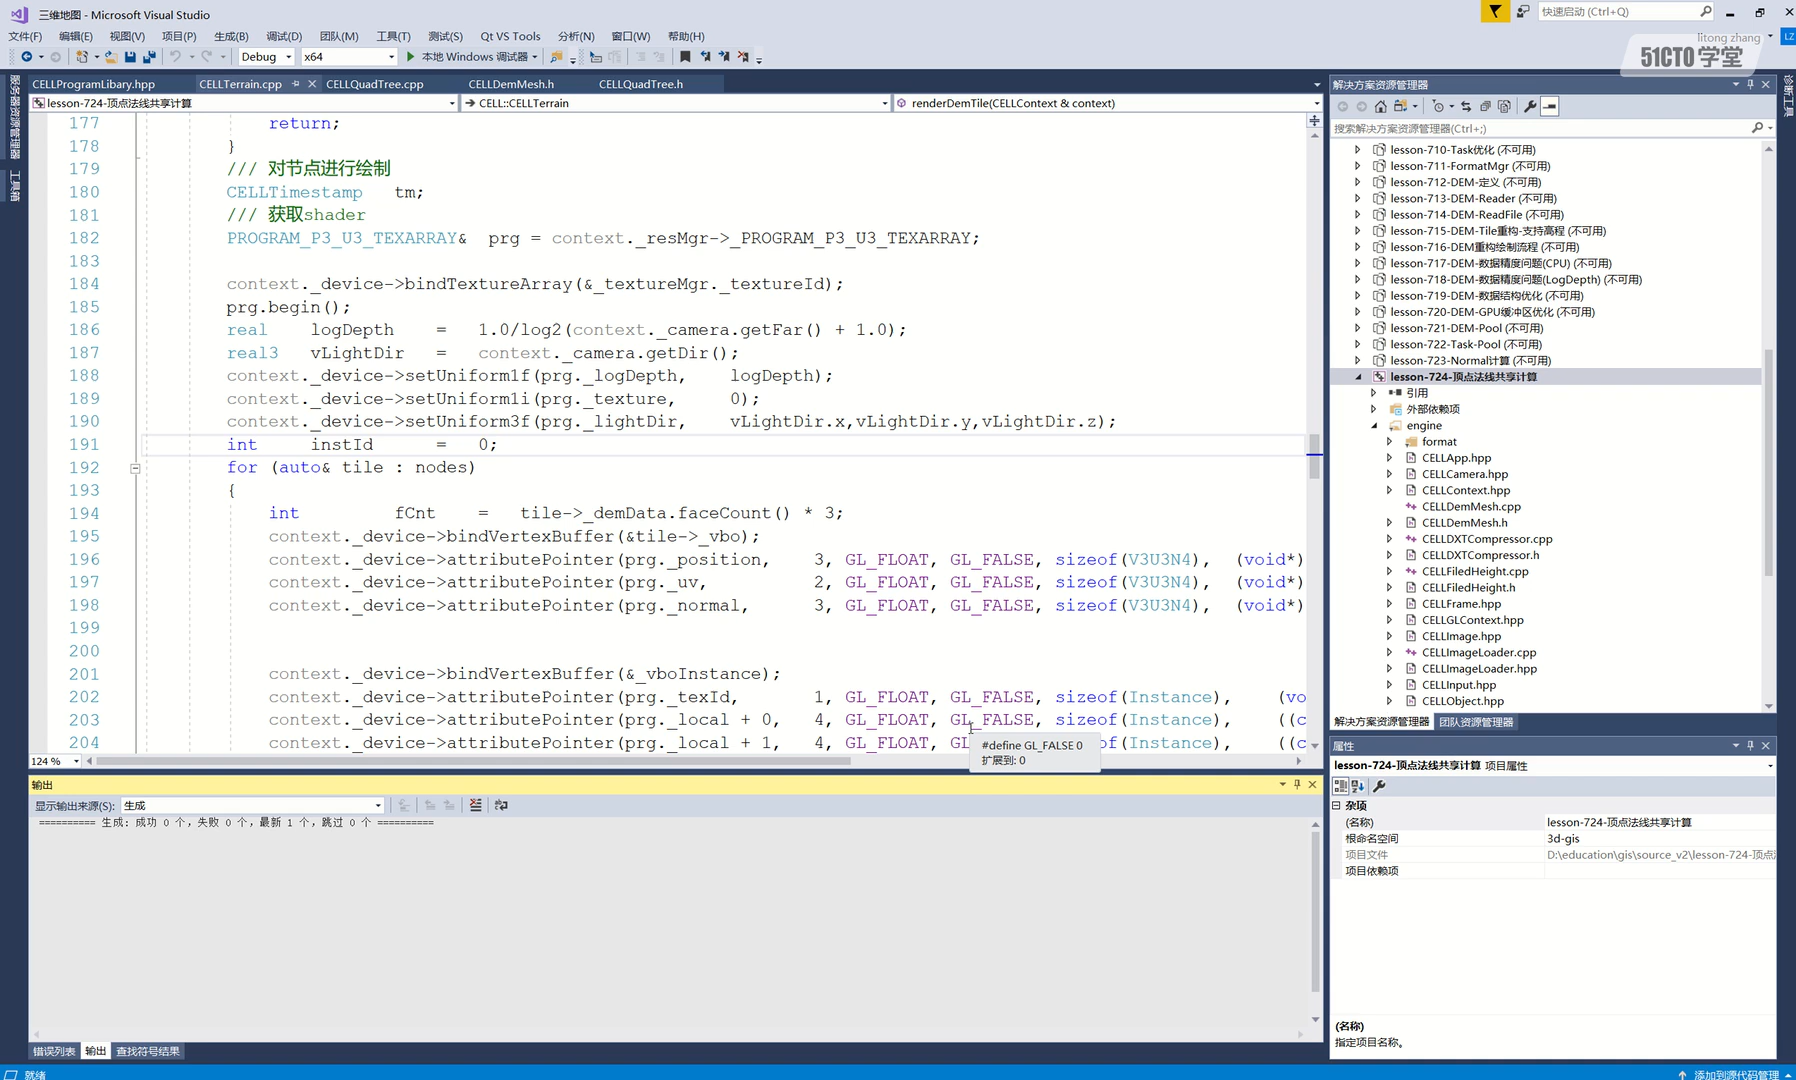 三维地图 - Microsoft Visual Studio
快速启动 (Ctrl+Q)
文件(F) 编辑(E) 视图(V) 项目(P) 生成(B) 调试(D) 团队(M) 工具(T) 测试(S) Qt VS Tools 分析(N) 窗口(W) 帮助(H)
litong zhang LZ
51CTO学堂
Debug x64 本地 Windows 调试器
服务器资源管理器
工具箱
诊断工具
CELLProgramLibary.hpp CELLTerrain.cpp CELLQuadTree.cpp CELLDemMesh.h CELLQuadTree.h
lesson-724-顶点法线共享计算 CELL::CELLTerrain renderDemTile(CELLContext & context)
177 return;
178 }
179 /// 对节点进行绘制
180 CELLTimestamp tm;
181 /// 获取shader
182 PROGRAM_P3_U3_TEXARRAY& prg = context._resMgr->_PROGRAM_P3_U3_TEXARRAY;
183
184 context._device->bindTextureArray(&_textureMgr._textureId);
185 prg.begin();
186 real logDepth = 1.0/log2(context._camera.getFar() + 1.0);
187 real3 vLightDir = context._camera.getDir();
188 context._device->setUniform1f(prg._logDepth, logDepth);
189 context._device->setUniform1i(prg._texture, 0);
190 context._device->setUniform3f(prg._lightDir, vLightDir.x,vLightDir.y,vLightDir.z);
191 int instId = 0;
192 for (auto& tile : nodes)
193 {
194 int fCnt = tile->_demData.faceCount() * 3;
195 context._device->bindVertexBuffer(&tile->_vbo);
196 context._device->attributePointer(prg._position, 3, GL_FLOAT, GL_FALSE, sizeof(V3U3N4), (void*)
197 context._device->attributePointer(prg._uv, 2, GL_FLOAT, GL_FALSE, sizeof(V3U3N4), (void*)
198 context._device->attributePointer(prg._normal, 3, GL_FLOAT, GL_FALSE, sizeof(V3U3N4), (void*)
199
200
201 context._device->bindVertexBuffer(&_vboInstance);
202 context._device->attributePointer(prg._texId, 1, GL_FLOAT, GL_FALSE, sizeof(Instance), (vo
203 context._device->attributePointer(prg._local + 0, 4, GL_FLOAT, GL_FALSE, sizeof(Instance), ((c
204 context._device->attributePointer(prg._local + 1, 4, GL_FLOAT, GL of(Instance), ((c
#define GL_FALSE 0
扩展到: 0
124 %
输出
显示输出来源(S): 生成
========== 生成: 成功 0 个，失败 0 个，最新 1 个，跳过 0 个 ==========
错误列表 输出 查找符号结果
就绪
解决方案资源管理器
搜索解决方案资源管理器(Ctrl+;)
lesson-710-Task优化 (不可用)
lesson-711-FormatMgr (不可用)
lesson-712-DEM-定义 (不可用)
lesson-713-DEM-Reader (不可用)
lesson-714-DEM-ReadFile (不可用)
lesson-715-DEM-Tile重构-支持高程 (不可用)
lesson-716-DEM重构绘制流程 (不可用)
lesson-717-DEM-数据精度问题(CPU) (不可用)
lesson-718-DEM-数据精度问题(LogDepth) (不可用)
lesson-719-DEM-数据结构优化 (不可用)
lesson-720-DEM-GPU缓冲区优化 (不可用)
lesson-721-DEM-Pool (不可用)
lesson-722-Task-Pool (不可用)
lesson-723-Normal计算 (不可用)
lesson-724-顶点法线共享计算
引用
外部依赖项
engine
format
CELLApp.hpp
CELLCamera.hpp
CELLContext.hpp
CELLDemMesh.cpp
CELLDemMesh.h
CELLDXTCompressor.cpp
CELLDXTCompressor.h
CELLFiledHeight.cpp
CELLFiledHeight.h
CELLFrame.hpp
CELLGLContext.hpp
CELLImage.hpp
CELLImageLoader.cpp
CELLImageLoader.hpp
CELLInput.hpp
CELLObject.hpp
解决方案资源管理器 团队资源管理器
属性
lesson-724-顶点法线共享计算 项目属性
杂项
(名称) lesson-724-顶点法线共享计算
根命名空间 3d-gis
项目文件 D:\education\gis\source_v2\lesson-724-顶点
项目依赖项
(名称)
指定项目名称。
添加到源代码管理